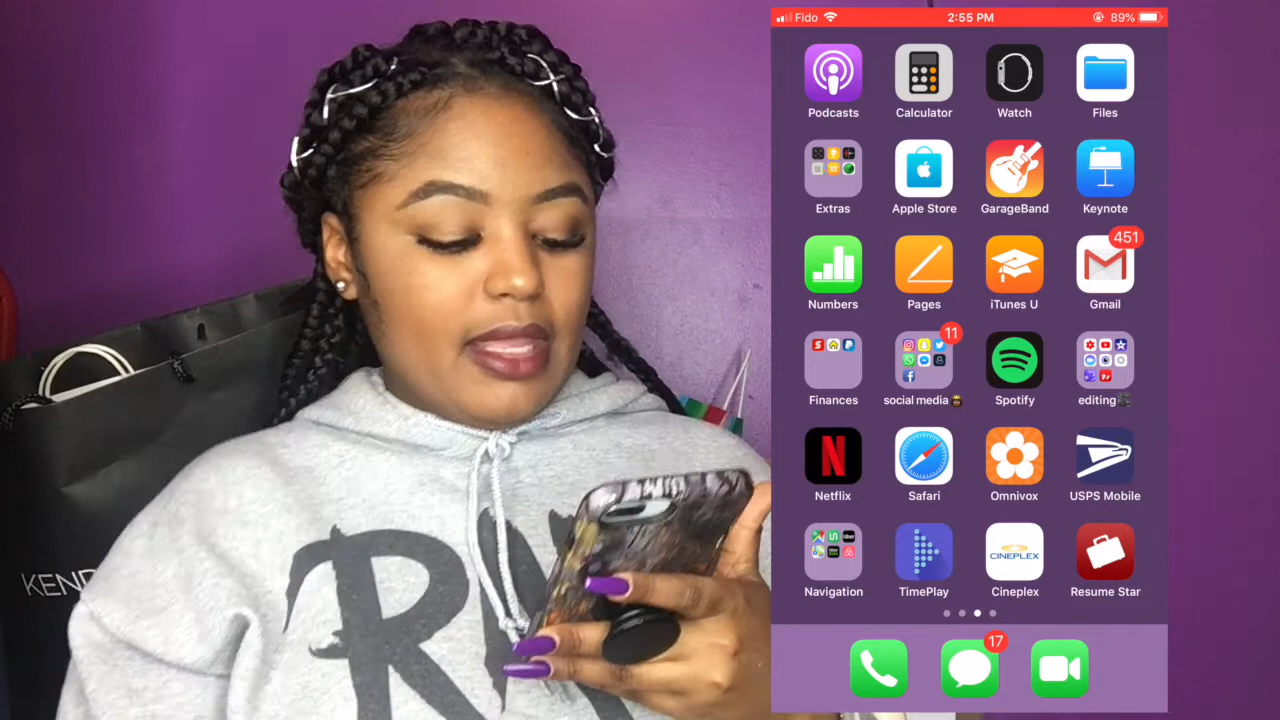 Fido 2:55 PM 89%
Podcasts Calculator Watch Files
Extras Apple Store GarageBand Keynote
451
Numbers Pages iTunes U Gmail
11
Finances social media Spotify editing
N
Netflix Safari Omnivox USPS Mobile
CINEPLEX
Navigation TimePlay Cineplex Resume Star
17
KEND
R